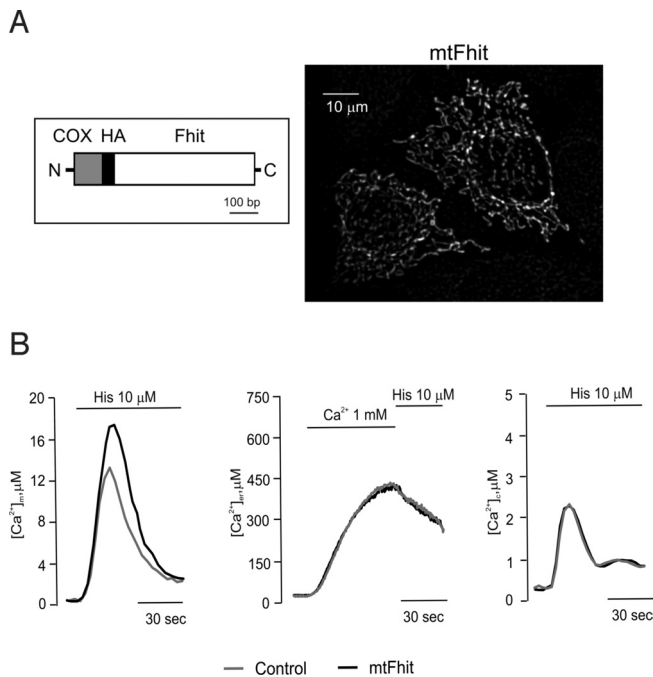 A
mtFhit
10 μm
COX HA Fhit
N C
100 bp
B
20
16
12
8
4
0
[Ca²⁺]ₘ,μM
His 10 μM
30 sec
750
600
450
300
150
0
[Ca²⁺]ₑᵣ,μM
Ca²⁺ 1 mM
His 10 μM
30 sec
5
4
3
2
1
0
[Ca²⁺]c,μM
His 10 μM
30 sec
Control mtFhit